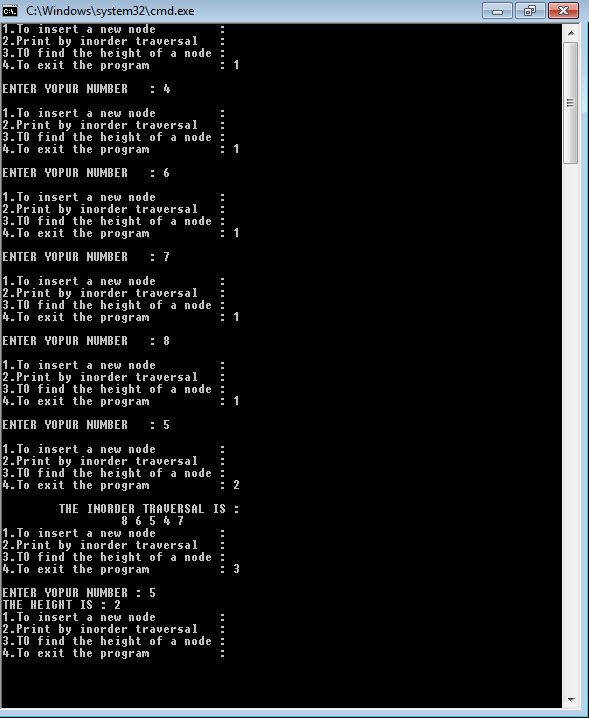 C:\Windows\system32\cmd.exe
1.To insert a new node         :
2.Print by inorder traversal   :
3.TO find the height of a node :
4.To exit the program          : 1
ENTER YOPUR NUMBER   : 4
1.To insert a new node         :
2.Print by inorder traversal   :
3.TO find the height of a node :
4.To exit the program          : 1
ENTER YOPUR NUMBER   : 6
1.To insert a new node         :
2.Print by inorder traversal   :
3.TO find the height of a node :
4.To exit the program          : 1
ENTER YOPUR NUMBER   : 7
1.To insert a new node         :
2.Print by inorder traversal   :
3.TO find the height of a node :
4.To exit the program          : 1
ENTER YOPUR NUMBER   : 8
1.To insert a new node         :
2.Print by inorder traversal   :
3.TO find the height of a node :
4.To exit the program          : 1
ENTER YOPUR NUMBER   : 5
1.To insert a new node         :
2.Print by inorder traversal   :
3.TO find the height of a node :
4.To exit the program          : 2
THE INORDER TRAVERSAL IS :
8 6 5 4 7
1.To insert a new node         :
2.Print by inorder traversal   :
3.TO find the height of a node :
4.To exit the program          : 3
ENTER YOPUR NUMBER : 5
THE HEIGHT IS : 2
1.To insert a new node         :
2.Print by inorder traversal   :
3.TO find the height of a node :
4.To exit the program          :